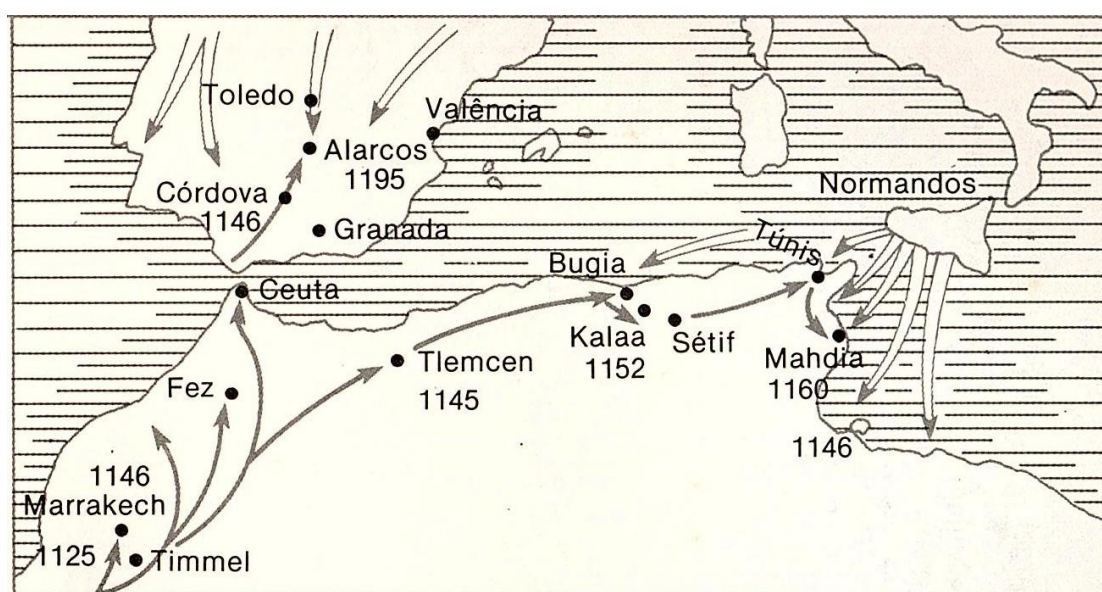 Toledo
Valência
Alarcos
1195
Córdova
1146
Granada
Normandos
Túnis
Bugia
Ceuta
Kalaa
1152
Sétif
Mahdia
1160
Tlemcen
1145
Fez
1146
1146
Marrakech
1125
Timmel